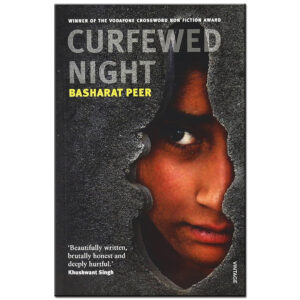 WINNER OF THE VODAFONE CROSSWORD NON FICTION AWARD
CURFEWED
NIGHT
BASHARAT PEER
'Beautifully written,
brutally honest and
deeply hurtful.'
Khushwant Singh
VINTAGE